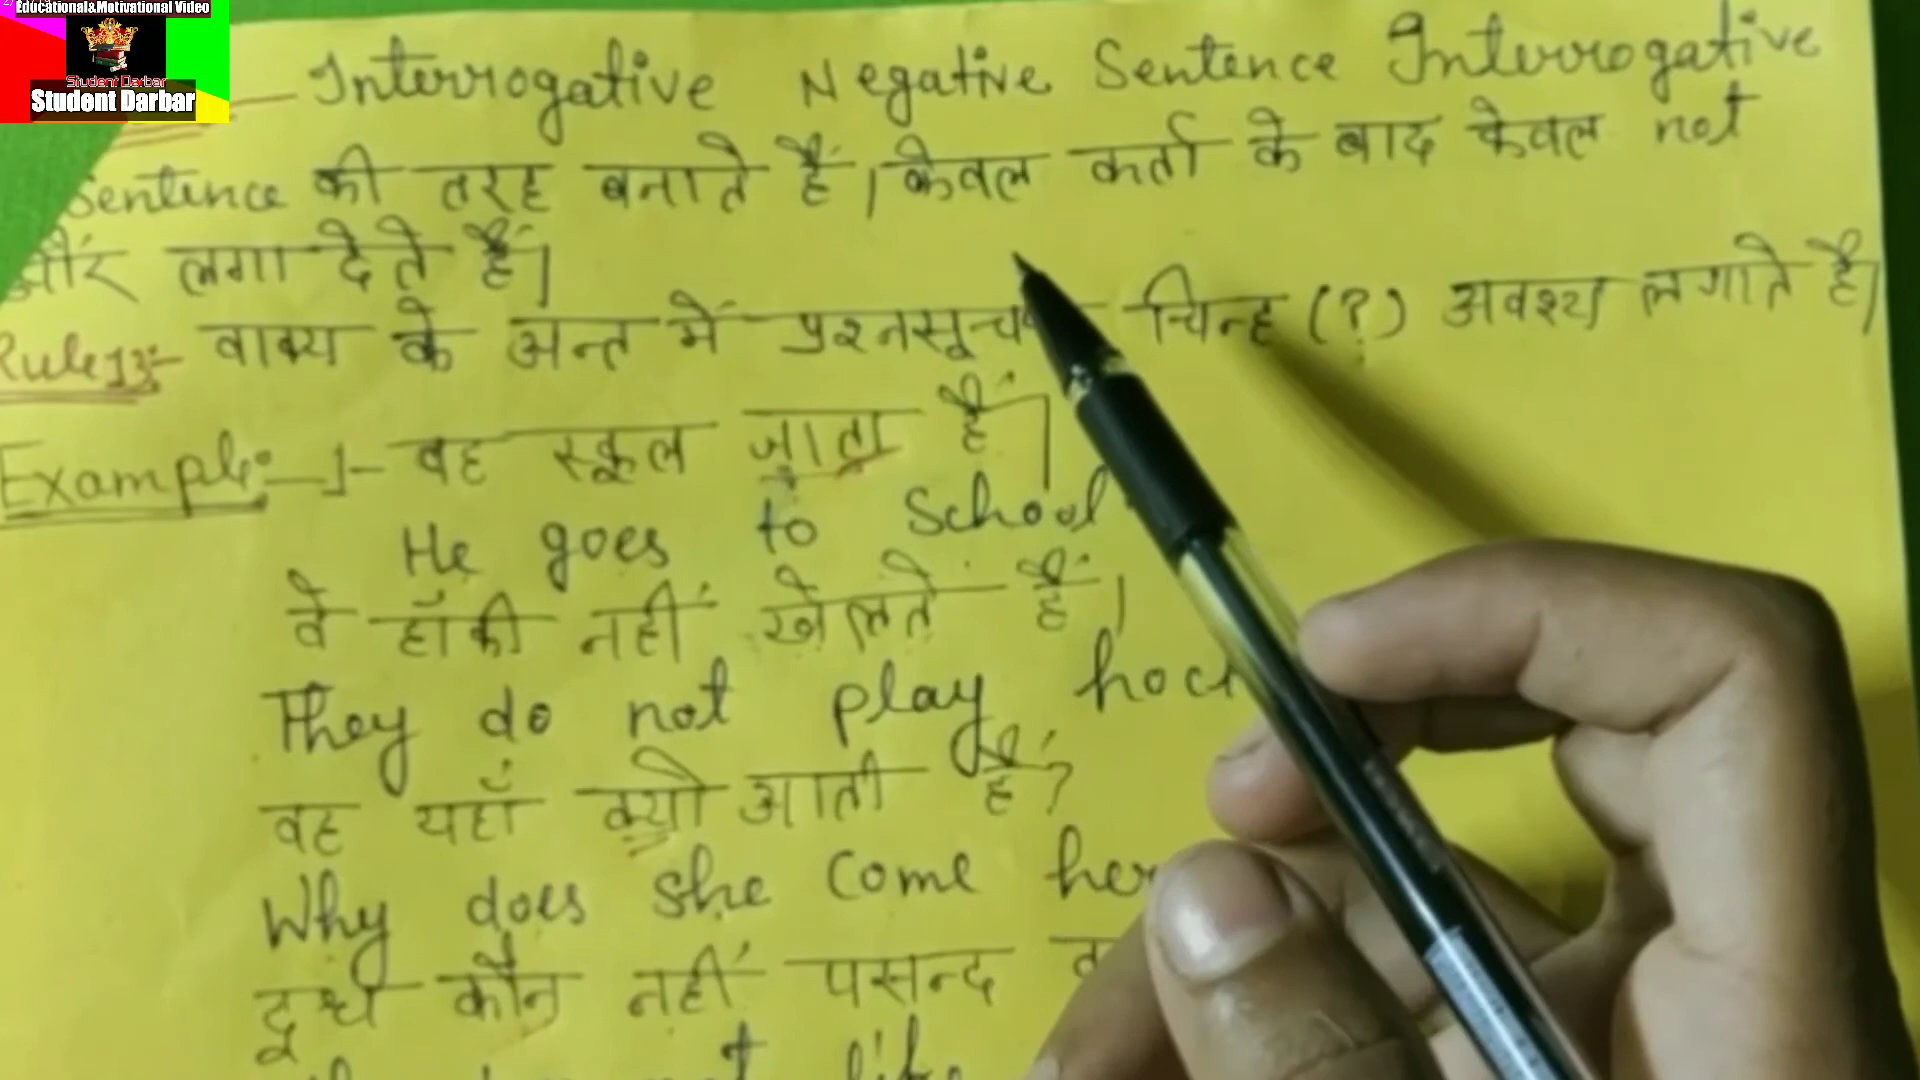 Educational&Motivational Video
Student Darbar
Student Darbar
Interrogative Negative Sentence Interrogative
Sentence की तरह बनाते हैं। केवल कर्ता के बाद केवल not
और लगा देते हैं।
Rule 13:- वाक्य के अन्त में प्रश्नसूचक चिन्ह (?) अवश्य लगाते है।
Example:- 1- वह स्कूल जाता है।
He goes to School
वे हॉकी नहीं खेलते हैं।
They do not play
वह यहाँ क्यो आती है?
Why does she come
दूध कौन नहीं पसन्द